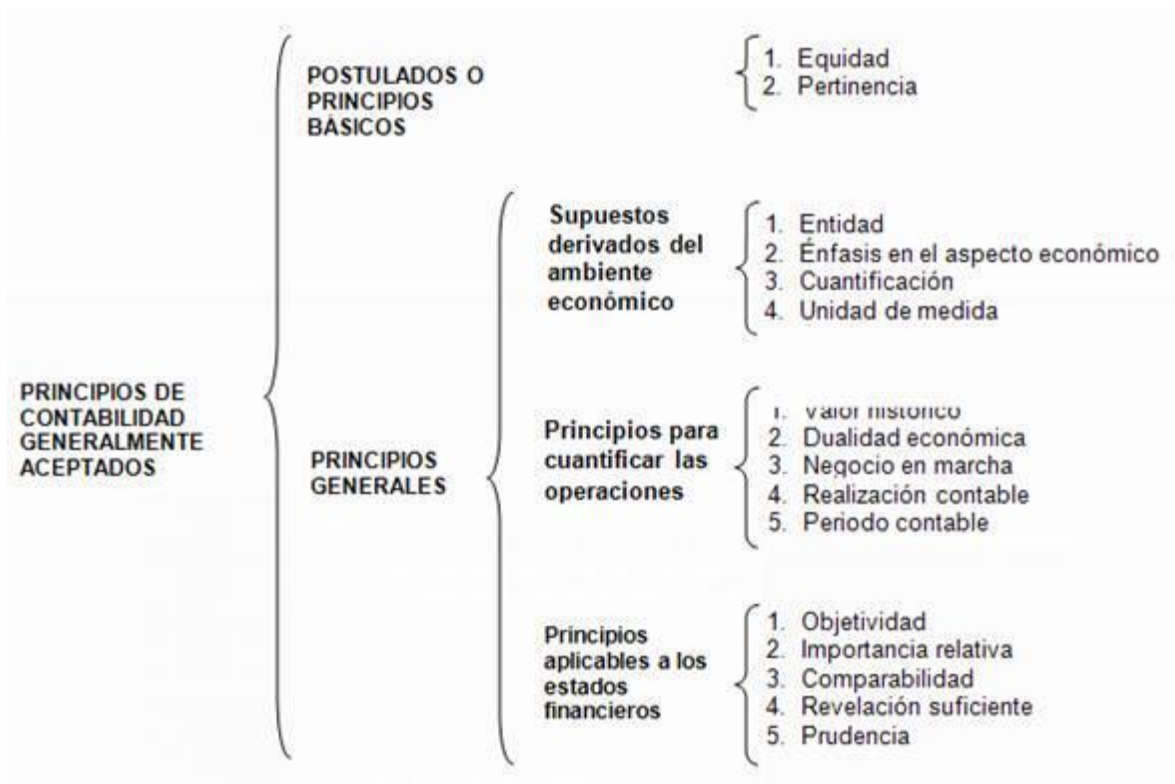 PRINCIPIOS DE
CONTABILIDAD
GENERALMENTE
ACEPTADOS
POSTULADOS O
PRINCIPIOS
BÁSICOS
1. Equidad
2. Pertinencia
PRINCIPIOS
GENERALES
Supuestos
derivados del
ambiente
económico
1. Entidad
2. Énfasis en el aspecto económico
3. Cuantificación
4. Unidad de medida
Principios para
cuantificar las
operaciones
1. Valor histórico
2. Dualidad económica
3. Negocio en marcha
4. Realización contable
5. Periodo contable
Principios
aplicables a los
estados
financieros
1. Objetividad
2. Importancia relativa
3. Comparabilidad
4. Revelación suficiente
5. Prudencia